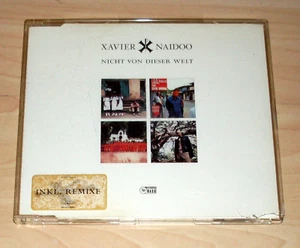 XAVIER NAIDOO
NICHT VON DIESER WELT
INKL. REMIXE